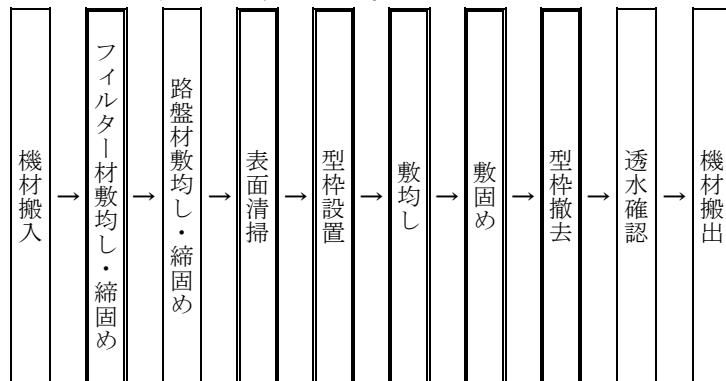 機材搬入
→
フィルター材敷均し・締固め
→
路盤材敷均し・締固め
→
表面清掃
→
型枠設置
→
敷均し
→
敷固め
→
型枠撤去
→
透水確認
→
機材搬出